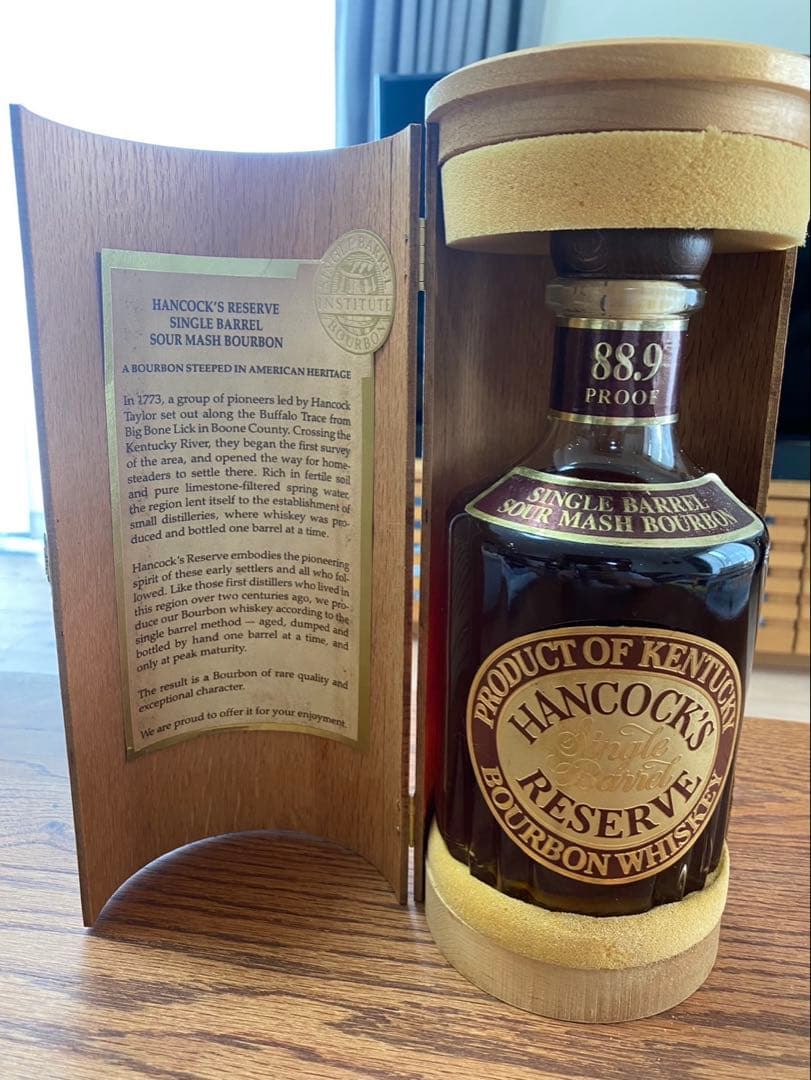 HANCOCK'S RESERVE
SINGLE BARREL
SOUR MASH BOURBON
SINGLE BARREL
INSTITUTE
BOURBON
A BOURBON STEEPED IN AMERICAN HERITAGE
In 1773, a group of pioneers led by Hancock
Taylor set out along the Buffalo Trace from
Big Bone Lick in Boone County. Crossing the
Kentucky River, they began the first survey
of the area, and opened the way for home-
steaders to settle there. Rich in fertile soil
and pure limestone-filtered spring water,
the region lent itself to the establishment of
small distilleries, where whiskey was pro-
duced and bottled one barrel at a time.
Hancock's Reserve embodies the pioneering
spirit of these early settlers and all who fol-
lowed. Like those first distillers who lived in
this region over two centuries ago, we pro-
duce our Bourbon whiskey according to the
single barrel method — aged, dumped and
bottled by hand one barrel at a time, and
only at peak maturity.
The result is a Bourbon of rare quality and
exceptional character.
We are proud to offer it for your enjoyment.
88.9
PROOF
SINGLE BARREL
SOUR MASH BOURBON
PRODUCT OF KENTUCKY
HANCOCK'S
Single
Barrel
RESERVE
BOURBON WHISKEY